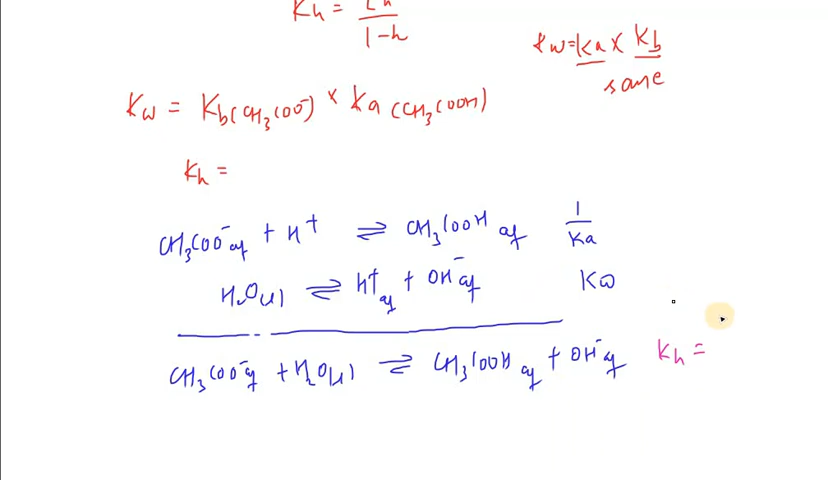 Kh = 
1-h
Kw = Ka x Kb
same
Kw = Kb(CH3COO-) x Ka (CH3COOH)
Kh =
CH3COO-aq + H+ ⇌ CH3COOH aq 1/Ka
H2O(l) ⇌ H+aq + OH-aq Kw
CH3COO-aq + H2O(l) ⇌ CH3COOH aq + OH-aq Kh =